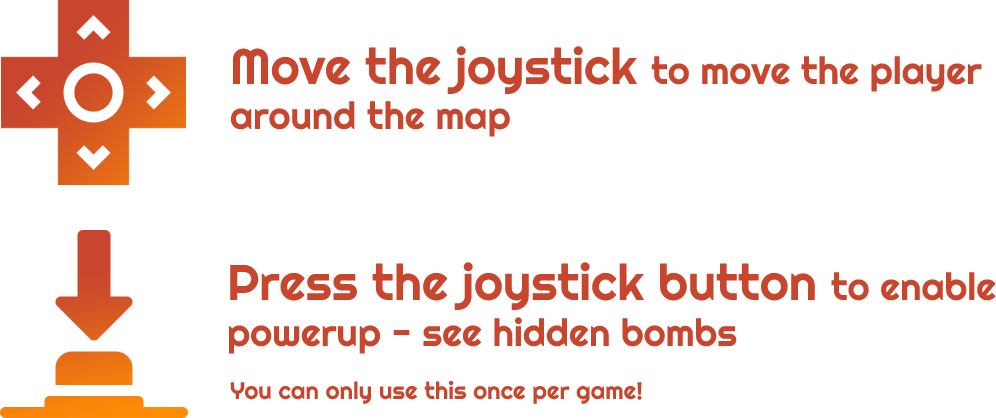 Move the joystick to move the player
around the map
Press the joystick button to enable
powerup - see hidden bombs
You can only use this once per game!